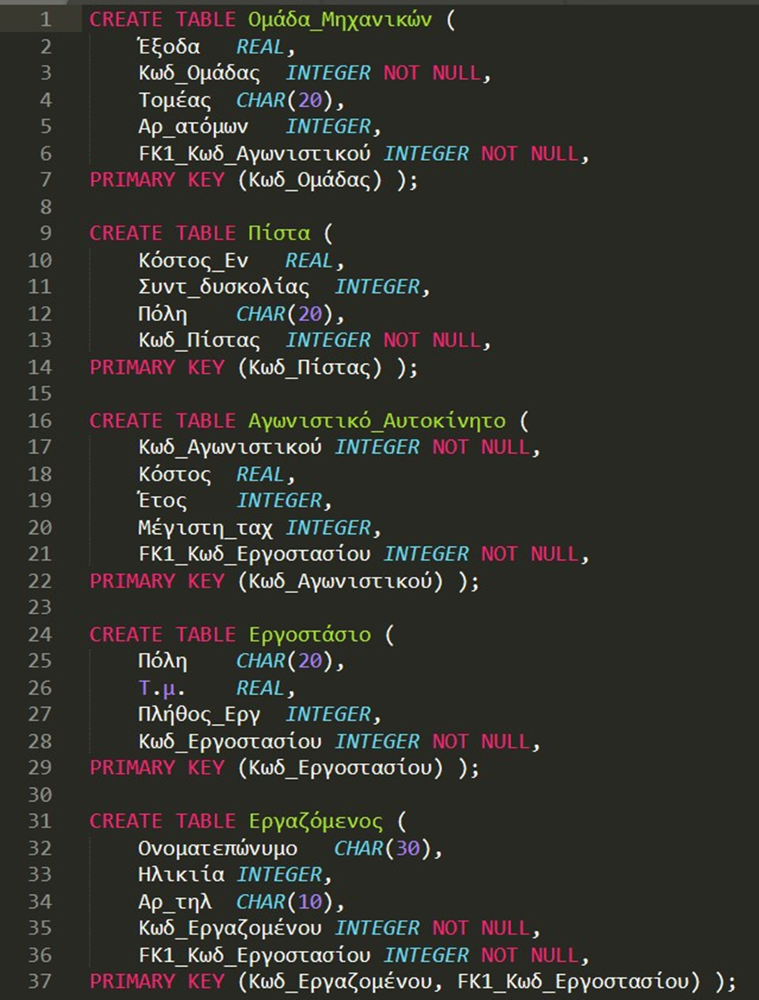 1 CREATE TABLE Ομάδα_Μηχανικών (
2 Έξοδα REAL,
3 Κωδ_Ομάδας INTEGER NOT NULL,
4 Τομέας CHAR(20),
5 Αρ_ατόμων INTEGER,
6 FK1_Κωδ_Αγωνιστικού INTEGER NOT NULL,
7 PRIMARY KEY (Κωδ_Ομάδας) );
8
9 CREATE TABLE Πίστα (
10 Κόστος_Εν REAL,
11 Συντ_δυσκολίας INTEGER,
12 Πόλη CHAR(20),
13 Κωδ_Πίστας INTEGER NOT NULL,
14 PRIMARY KEY (Κωδ_Πίστας) );
15
16 CREATE TABLE Αγωνιστικό_Αυτοκίνητο (
17 Κωδ_Αγωνιστικού INTEGER NOT NULL,
18 Κόστος REAL,
19 Έτος INTEGER,
20 Μέγιστη_ταχ INTEGER,
21 FK1_Κωδ_Εργοστασίου INTEGER NOT NULL,
22 PRIMARY KEY (Κωδ_Αγωνιστικού) );
23
24 CREATE TABLE Εργοστάσιο (
25 Πόλη CHAR(20),
26 Τ.μ. REAL,
27 Πλήθος_Εργ INTEGER,
28 Κωδ_Εργοστασίου INTEGER NOT NULL,
29 PRIMARY KEY (Κωδ_Εργοστασίου) );
30
31 CREATE TABLE Εργαζόμενος (
32 Ονοματεπώνυμο CHAR(30),
33 Ηλικιία INTEGER,
34 Αρ_τηλ CHAR(10),
35 Κωδ_Εργαζομένου INTEGER NOT NULL,
36 FK1_Κωδ_Εργοστασίου INTEGER NOT NULL,
37 PRIMARY KEY (Κωδ_Εργαζομένου, FK1_Κωδ_Εργοστασίου) );